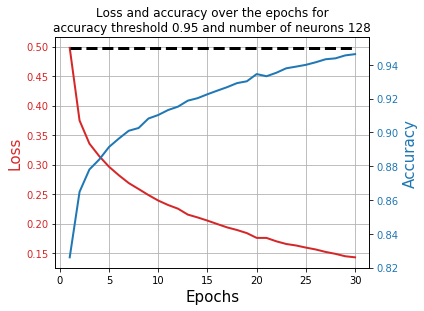 Loss and accuracy over the epochs for
accuracy threshold 0.95 and number of neurons 128
0.50
0.45
0.40
0.35
0.30
0.25
0.20
0.15
Loss
0.94
0.92
0.90
0.88
0.86
0.84
0.82
Accuracy
0 5 10 15 20 25 30
Epochs